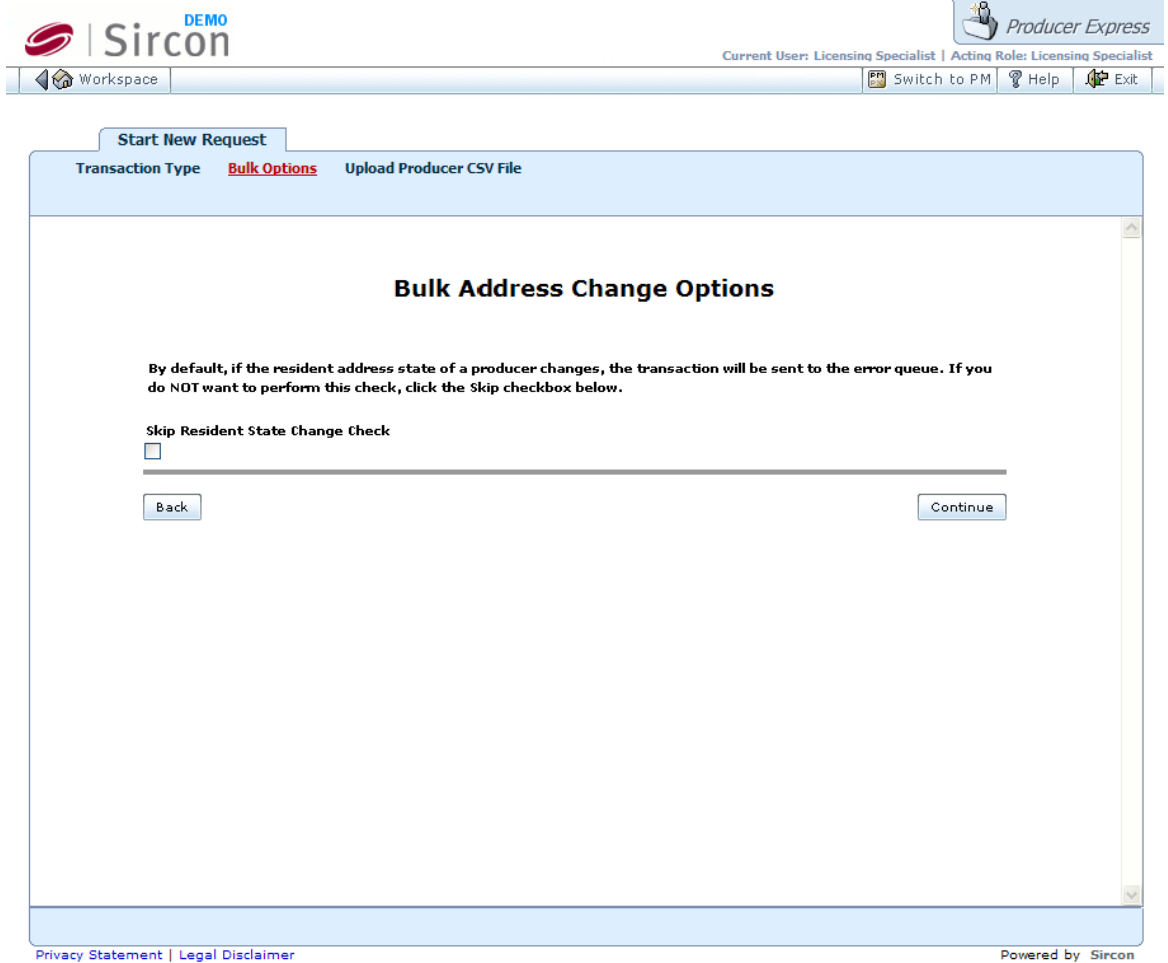 DEMO
Sircon
Producer Express
Current User: Licensing Specialist | Acting Role: Licensing Specialist
Workspace
PM
Switch to PM
? Help
Exit
Start New Request
Transaction Type Bulk Options Upload Producer CSV File
Bulk Address Change Options
By default, if the resident address state of a producer changes, the transaction will be sent to the error queue. If you
do NOT want to perform this check, click the Skip checkbox below.
Skip Resident State Change Check
Back
Continue
Privacy Statement | Legal Disclaimer
Powered by Sircon